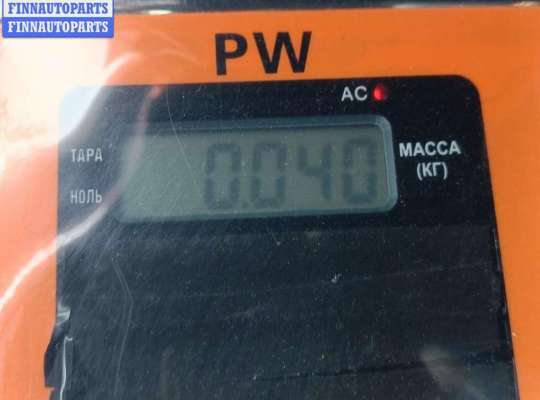 FINNAUTOPARTS
FINNAUTOPARTS
PW
AC
ТАРА
0.040
МАССА
(КГ)
НОЛЬ